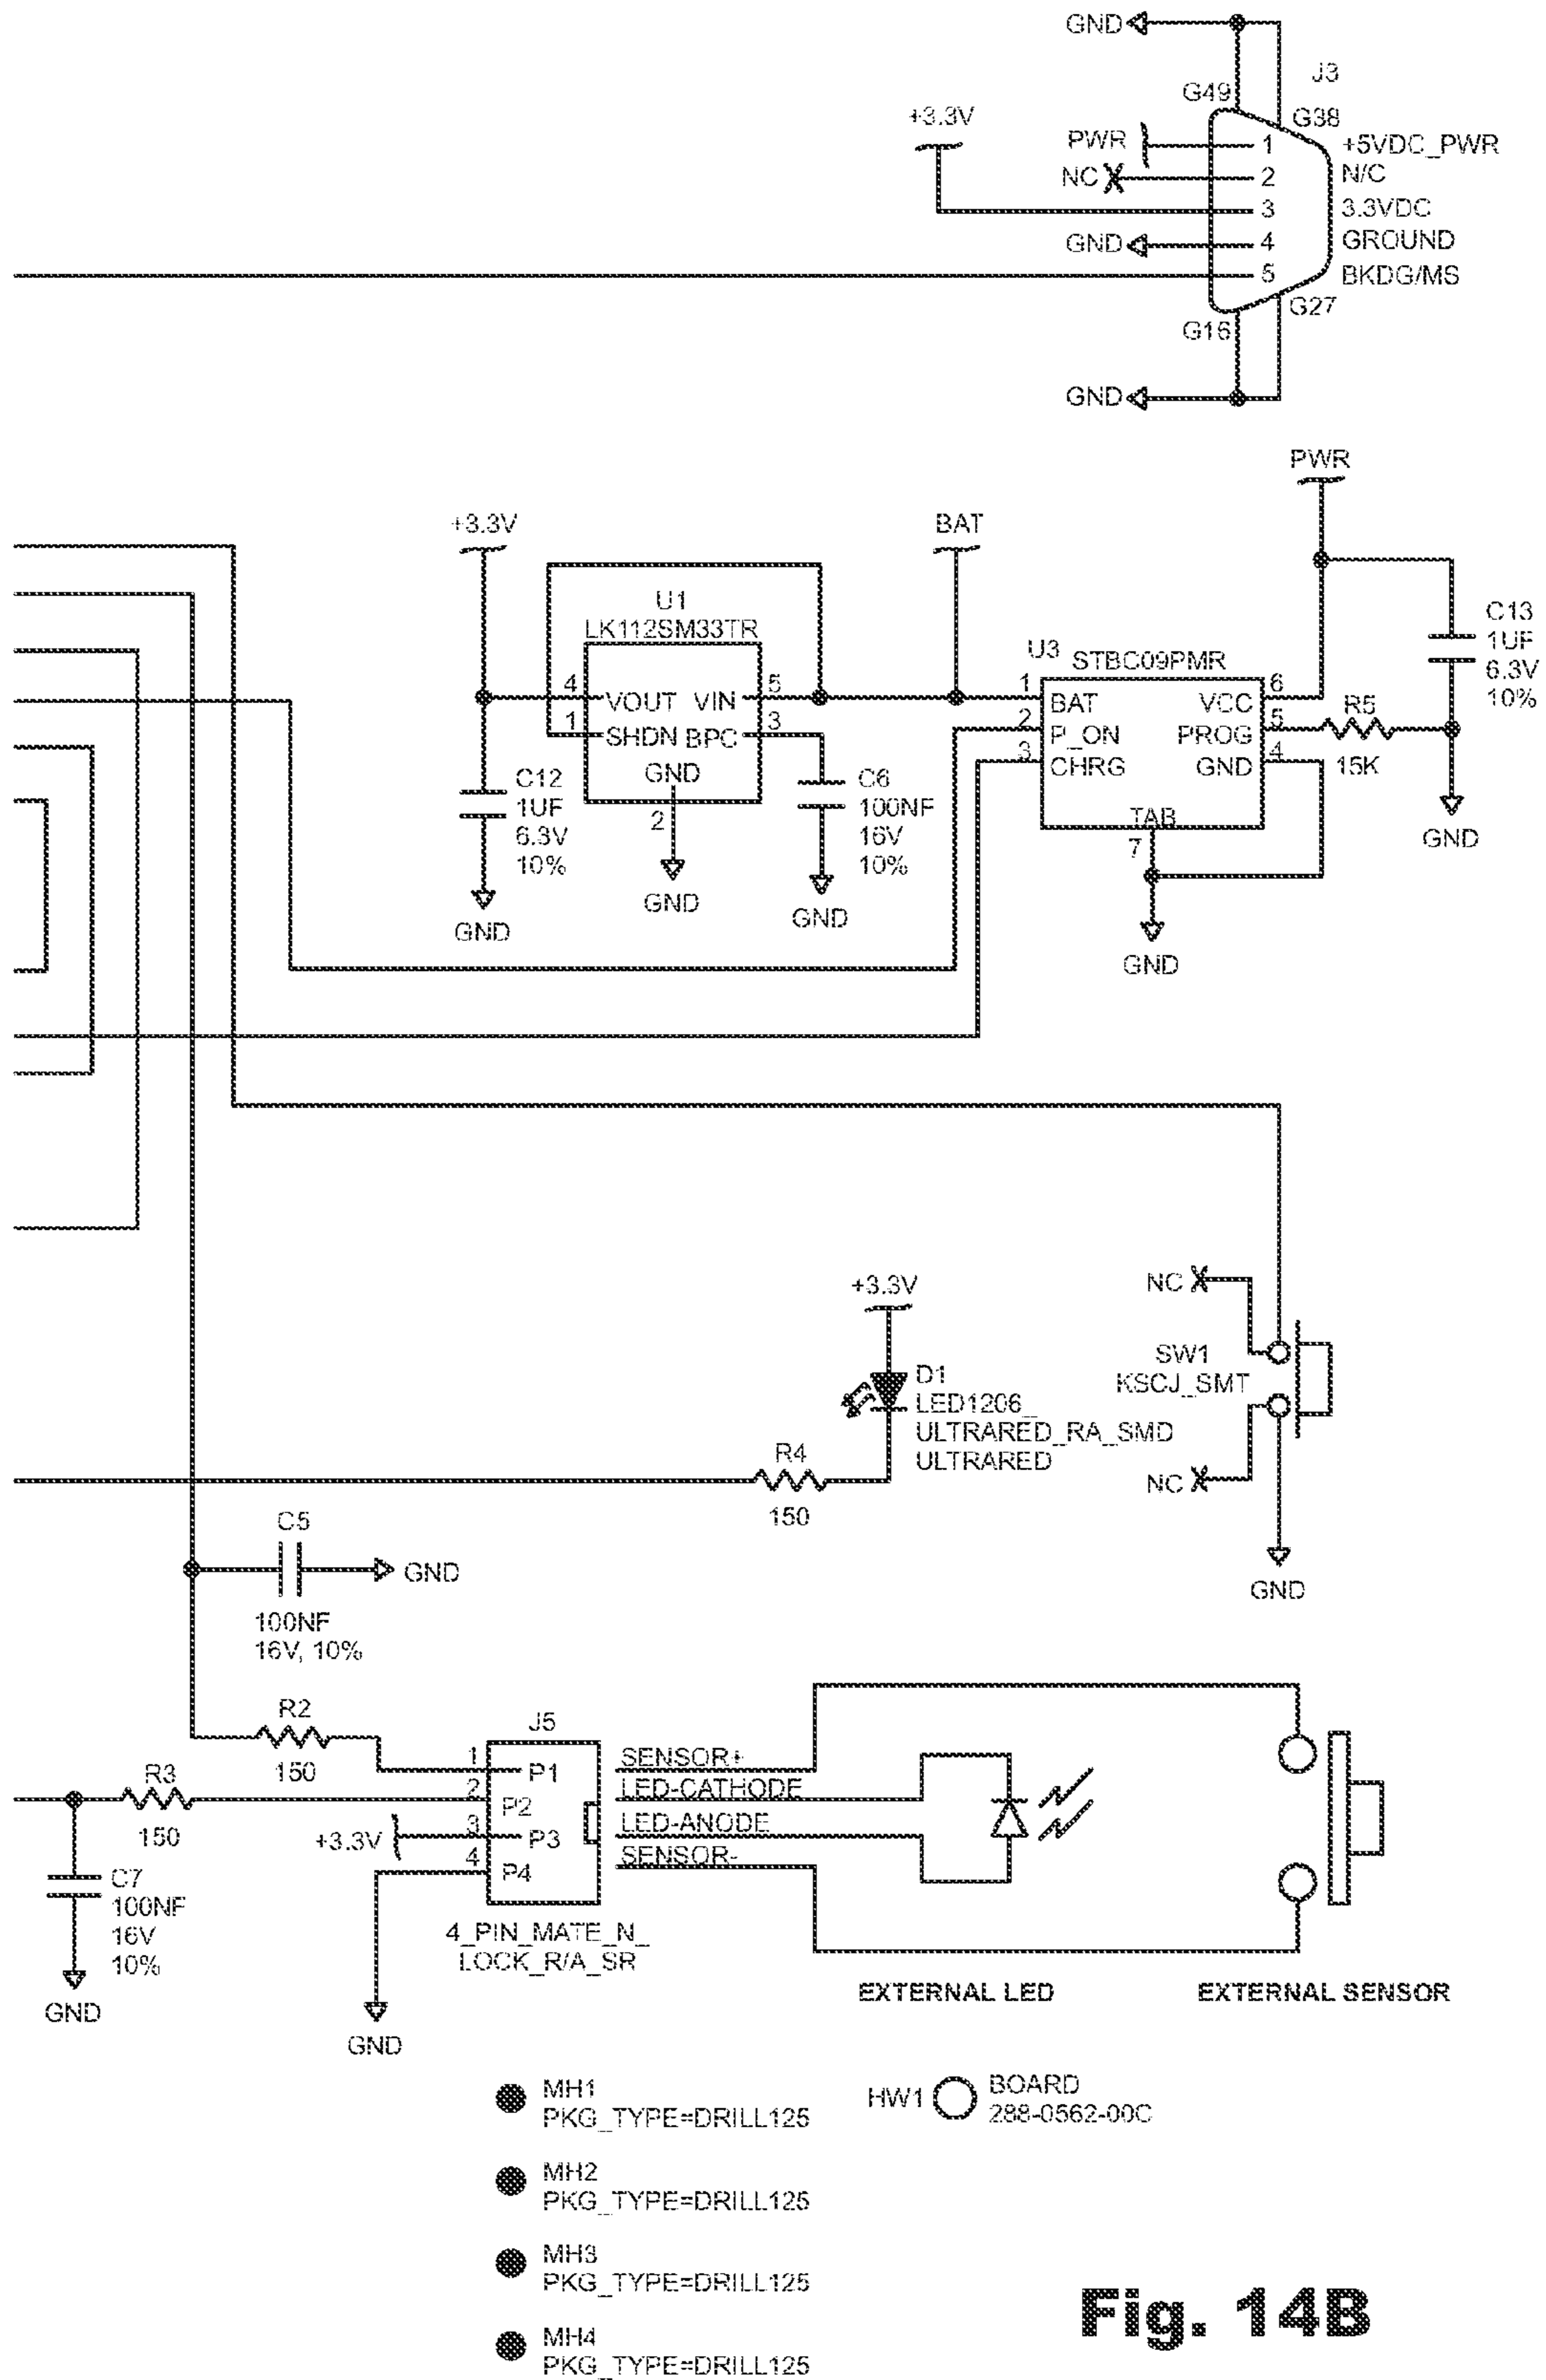 GND
J3
G49
G38
+3.3V
PWR
1
+5VDC_PWR
NC
2
N/C
3
3.3VDC
GND
4
GROUND
5
BKDG/MS
G27
G16
GND
PWR
+3.3V
BAT
U1
LK112SM33TR
4
VOUT
VIN
5
1
SHDN
BPC
3
GND
2
GND
C12
1UF
6.3V
10%
GND
C6
100NF
16V
10%
GND
U3
STBC09PMR
1
BAT
VCC
6
2
P_ON
PROG
5
3
CHRG
GND
4
TAB
7
GND
R5
15K
C13
1UF
6.3V
10%
GND
+3.3V
D1
LED1206_
ULTRARED_RA_SMD
ULTRARED
R4
150
NC
SW1
KSCJ_SMT
NC
GND
C5
GND
100NF
16V, 10%
R2
150
R3
150
C7
100NF
16V
10%
GND
J5
1
P1
2
P2
+3.3V
3
P3
4
P4
4_PIN_MATE_N_
LOCK_R/A_SR
GND
SENSOR+
LED-CATHODE
LED-ANODE
SENSOR-
EXTERNAL LED
EXTERNAL SENSOR
MH1
PKG_TYPE=DRILL125
HW1
BOARD
288-0562-00C
MH2
PKG_TYPE=DRILL125
MH3
PKG_TYPE=DRILL125
MH4
PKG_TYPE=DRILL125
Fig. 14B